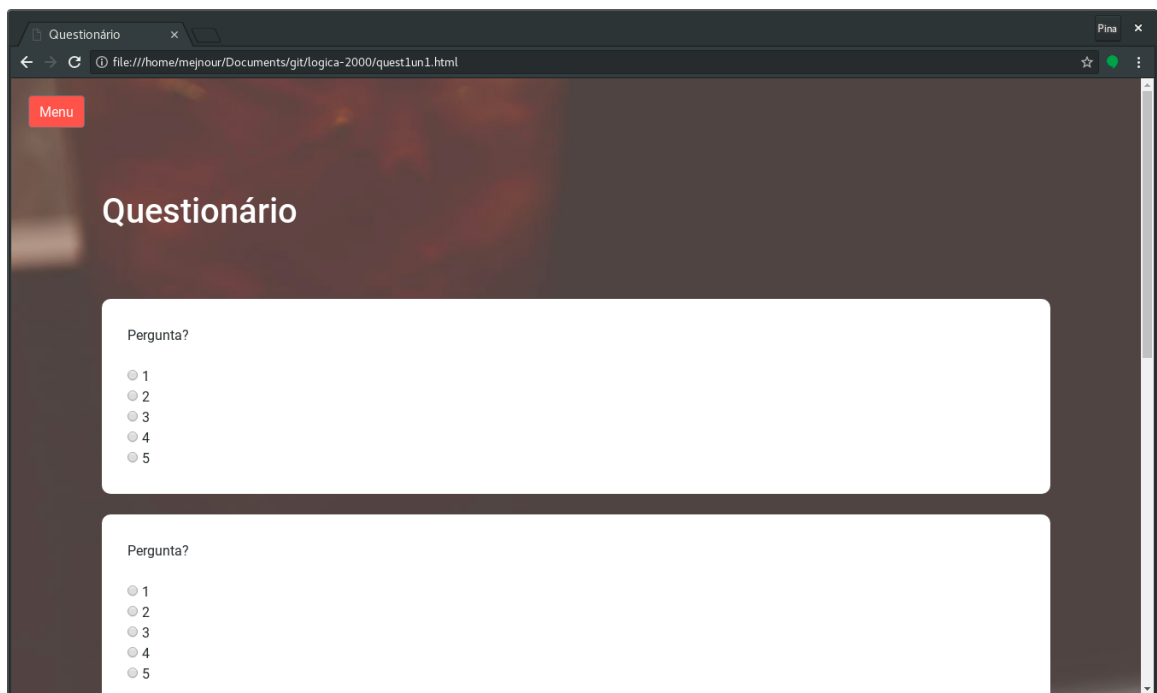 Questionário
Pina
file:///home/mejnour/Documents/git/logica-2000/quest1un1.html
Menu
Questionário
Pergunta?
1
2
3
4
5
Pergunta?
1
2
3
4
5